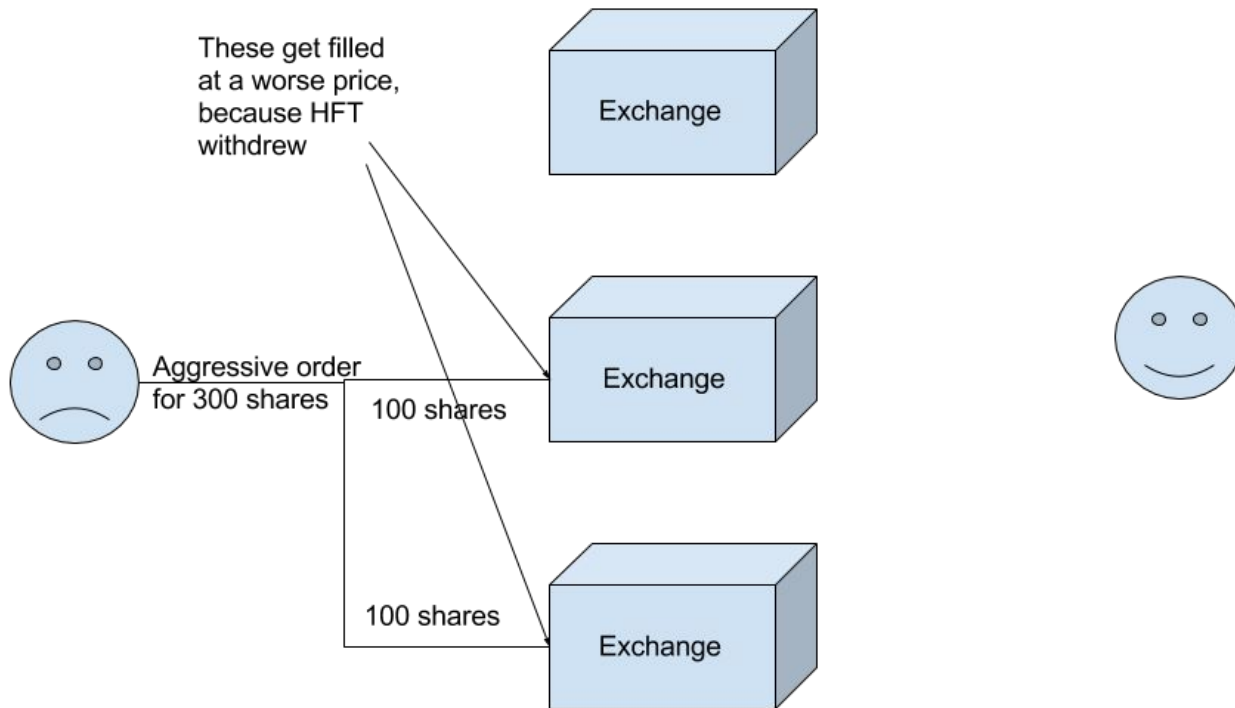 These get filled
at a worse price,
because HFT
withdrew
Exchange
Exchange
Aggressive order
for 300 shares
100 shares
100 shares
Exchange